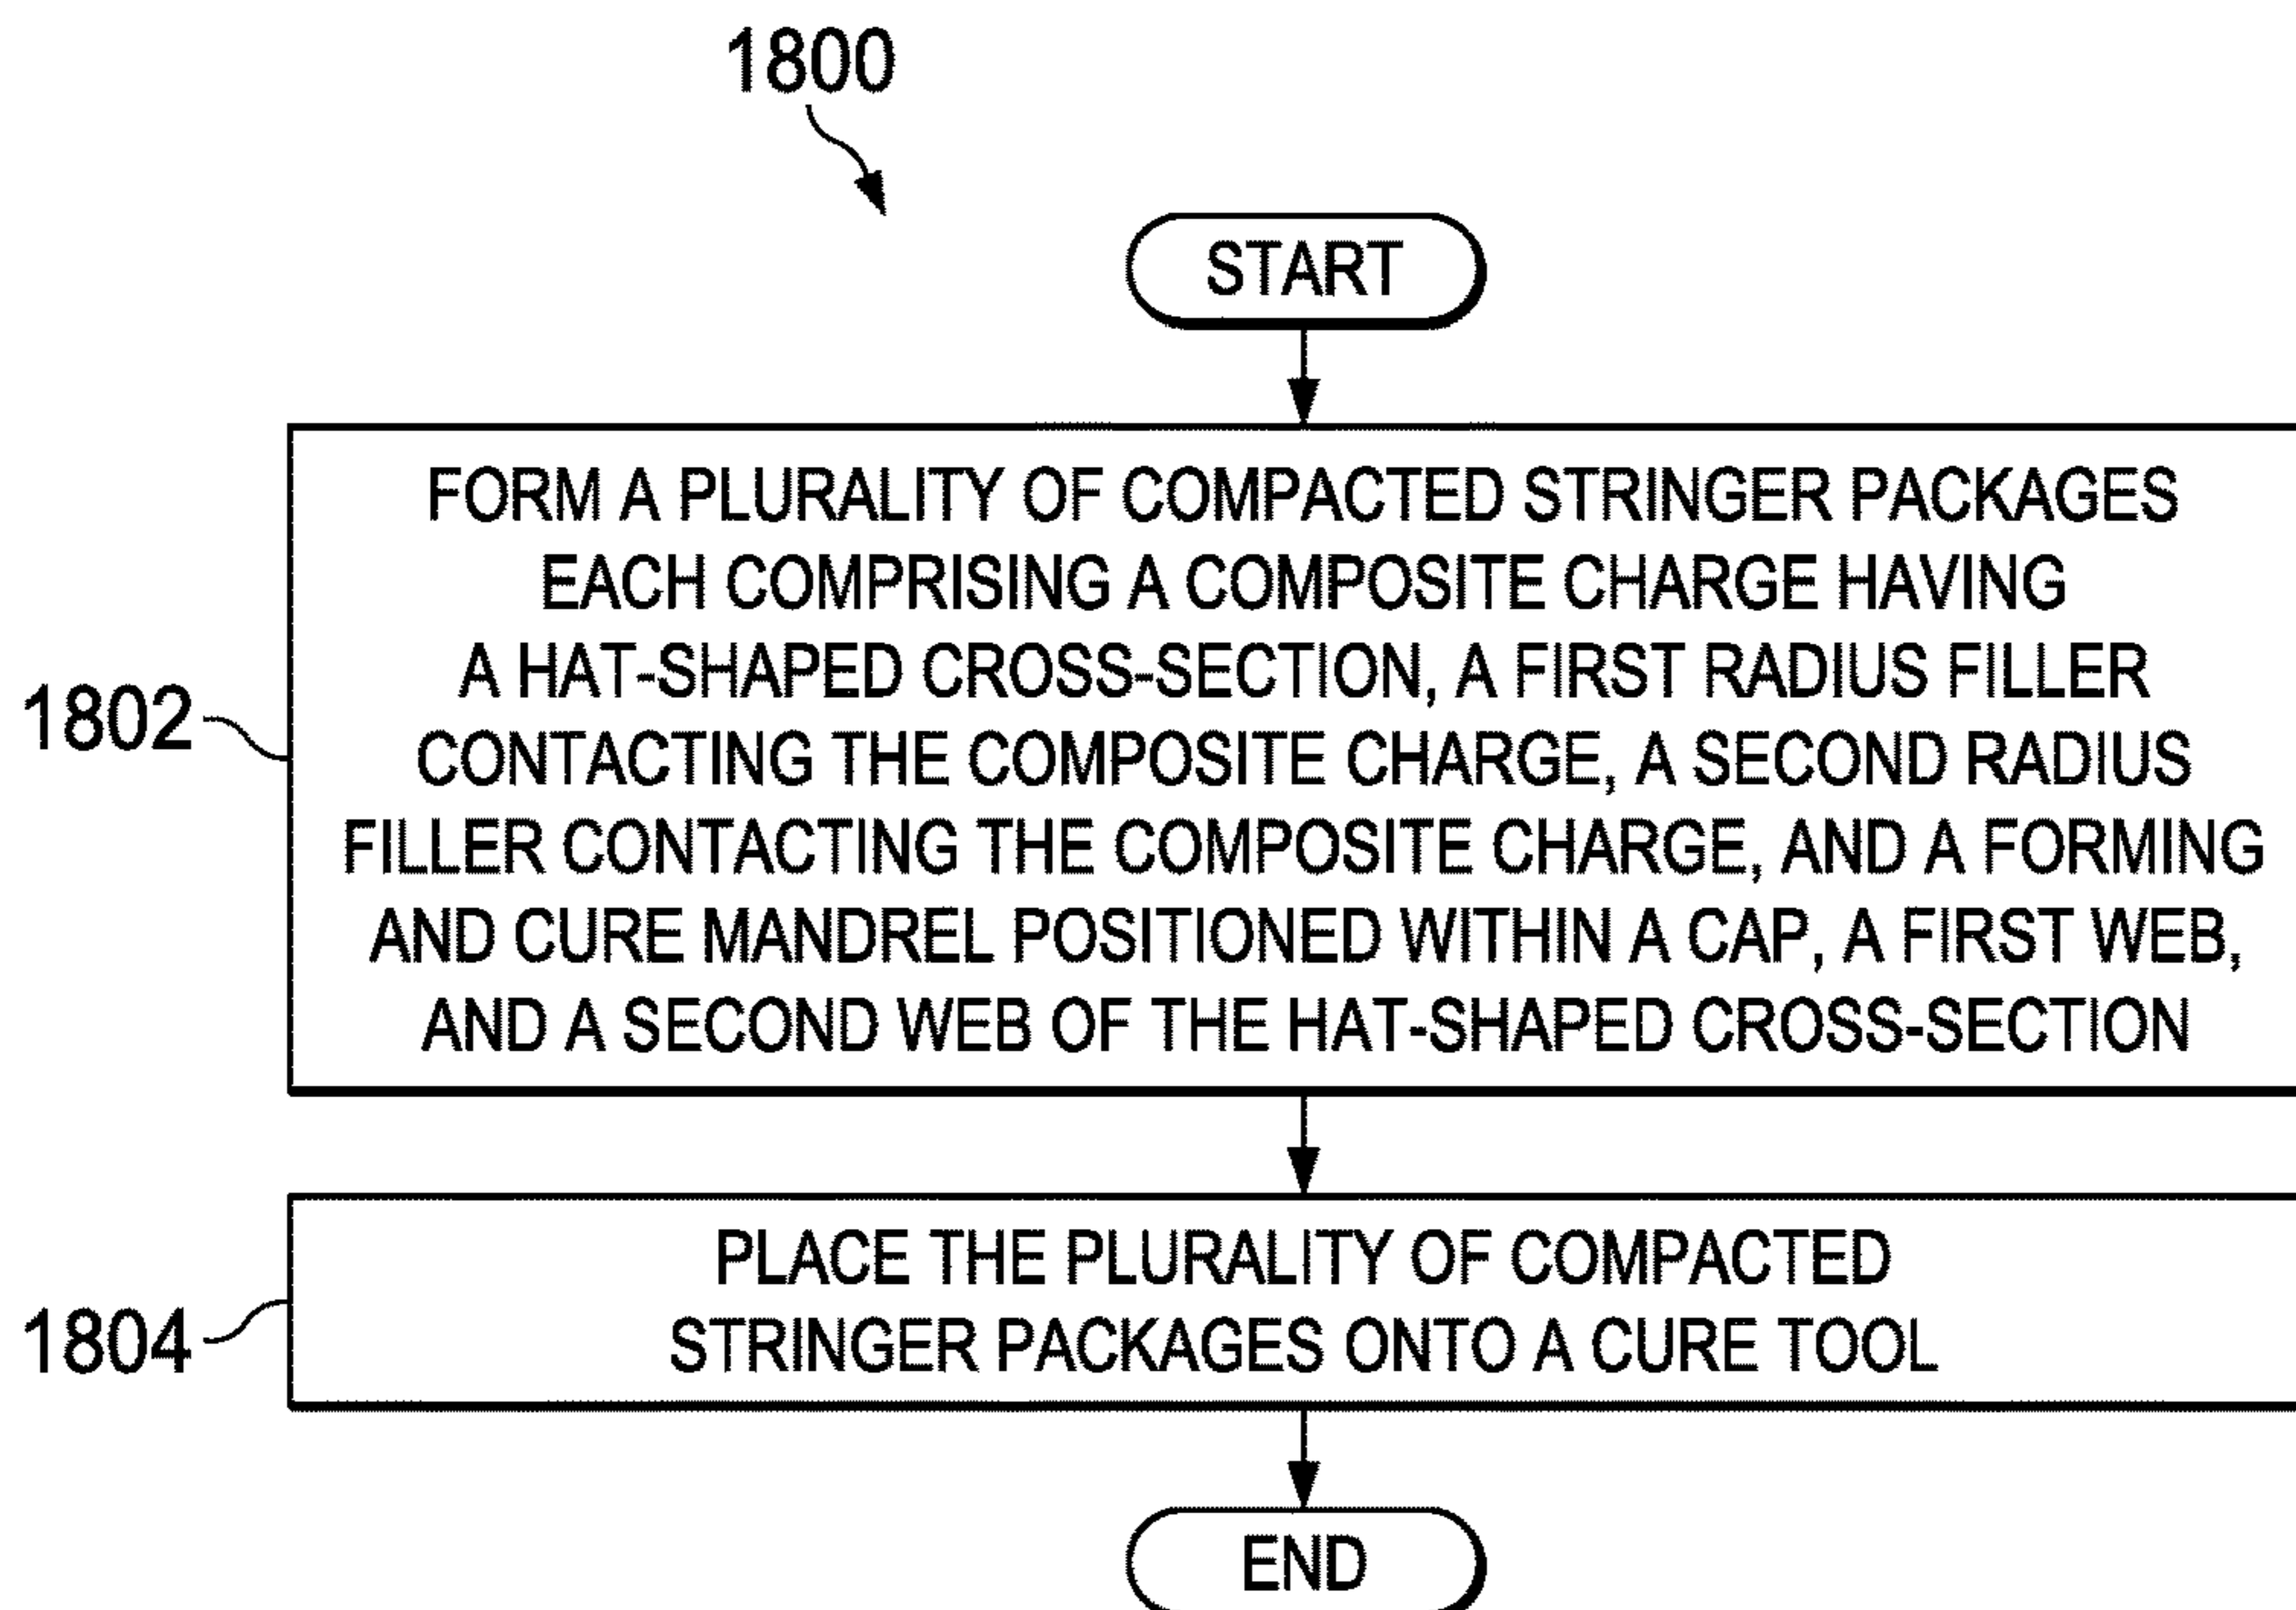 1800
START
FORM A PLURALITY OF COMPACTED STRINGER PACKAGES
EACH COMPRISING A COMPOSITE CHARGE HAVING
A HAT-SHAPED CROSS-SECTION, A FIRST RADIUS FILLER
CONTACTING THE COMPOSITE CHARGE, A SECOND RADIUS
FILLER CONTACTING THE COMPOSITE CHARGE, AND A FORMING
AND CURE MANDREL POSITIONED WITHIN A CAP, A FIRST WEB,
AND A SECOND WEB OF THE HAT-SHAPED CROSS-SECTION
1802
PLACE THE PLURALITY OF COMPACTED
STRINGER PACKAGES ONTO A CURE TOOL
1804
END